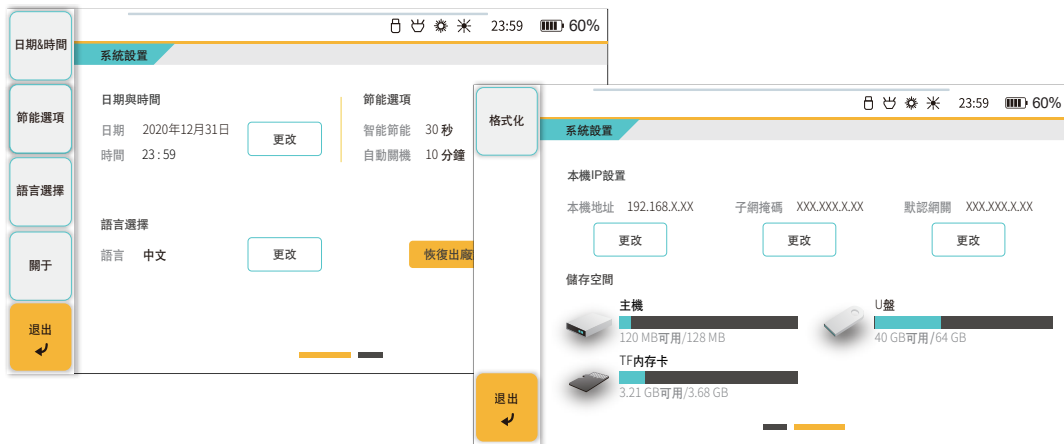 23:59 60%
日期&時間
節能選項
語言選擇
關于
退出
系統設置
日期與時間
日期 2020年12月31日
時間 23 : 59
更改
節能選項
智能節能 30 秒
自動關機 10 分鐘
語言選擇
語言 中文
更改
恢復出廠
23:59 60%
格式化
退出
系統設置
本機IP設置
本機地址 192.168.X.XX 子網掩碼 XXX.XXX.X.XX 默認網關 XXX.XXX.X.XX
更改 更改 更改
儲存空間
主機
120 MB可用/128 MB
U盤
40 GB可用/64 GB
TF内存卡
3.21 GB可用/3.68 GB